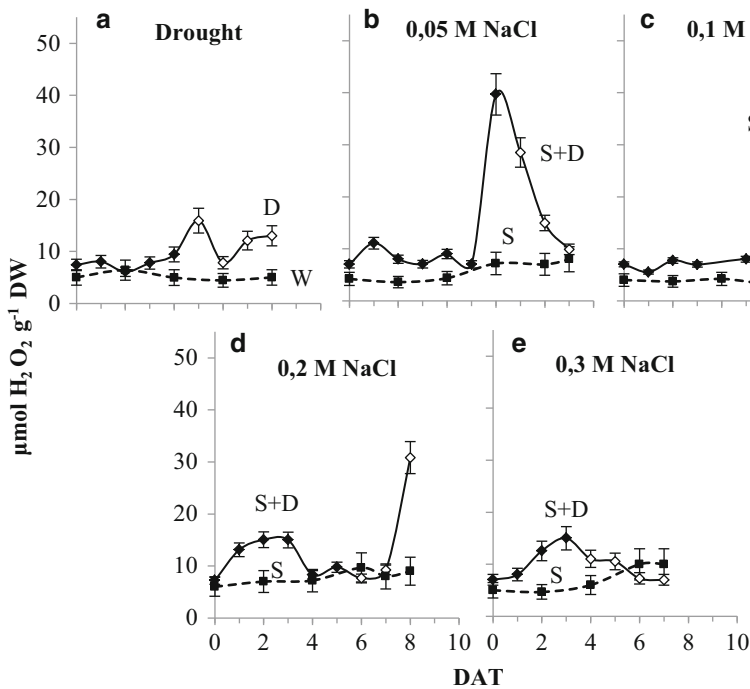 a Drought
b 0,05 M NaCl
c 0,1 M
50
40
30
20
10
0
D
W
S+D
S
S
d 0,2 M NaCl
e 0,3 M NaCl
50
40
30
20
10
0
S+D
S
S+D
S
0 2 4 6 8 10
0 2 4 6 8 10
µmol H₂ O₂ g⁻¹ DW
DAT